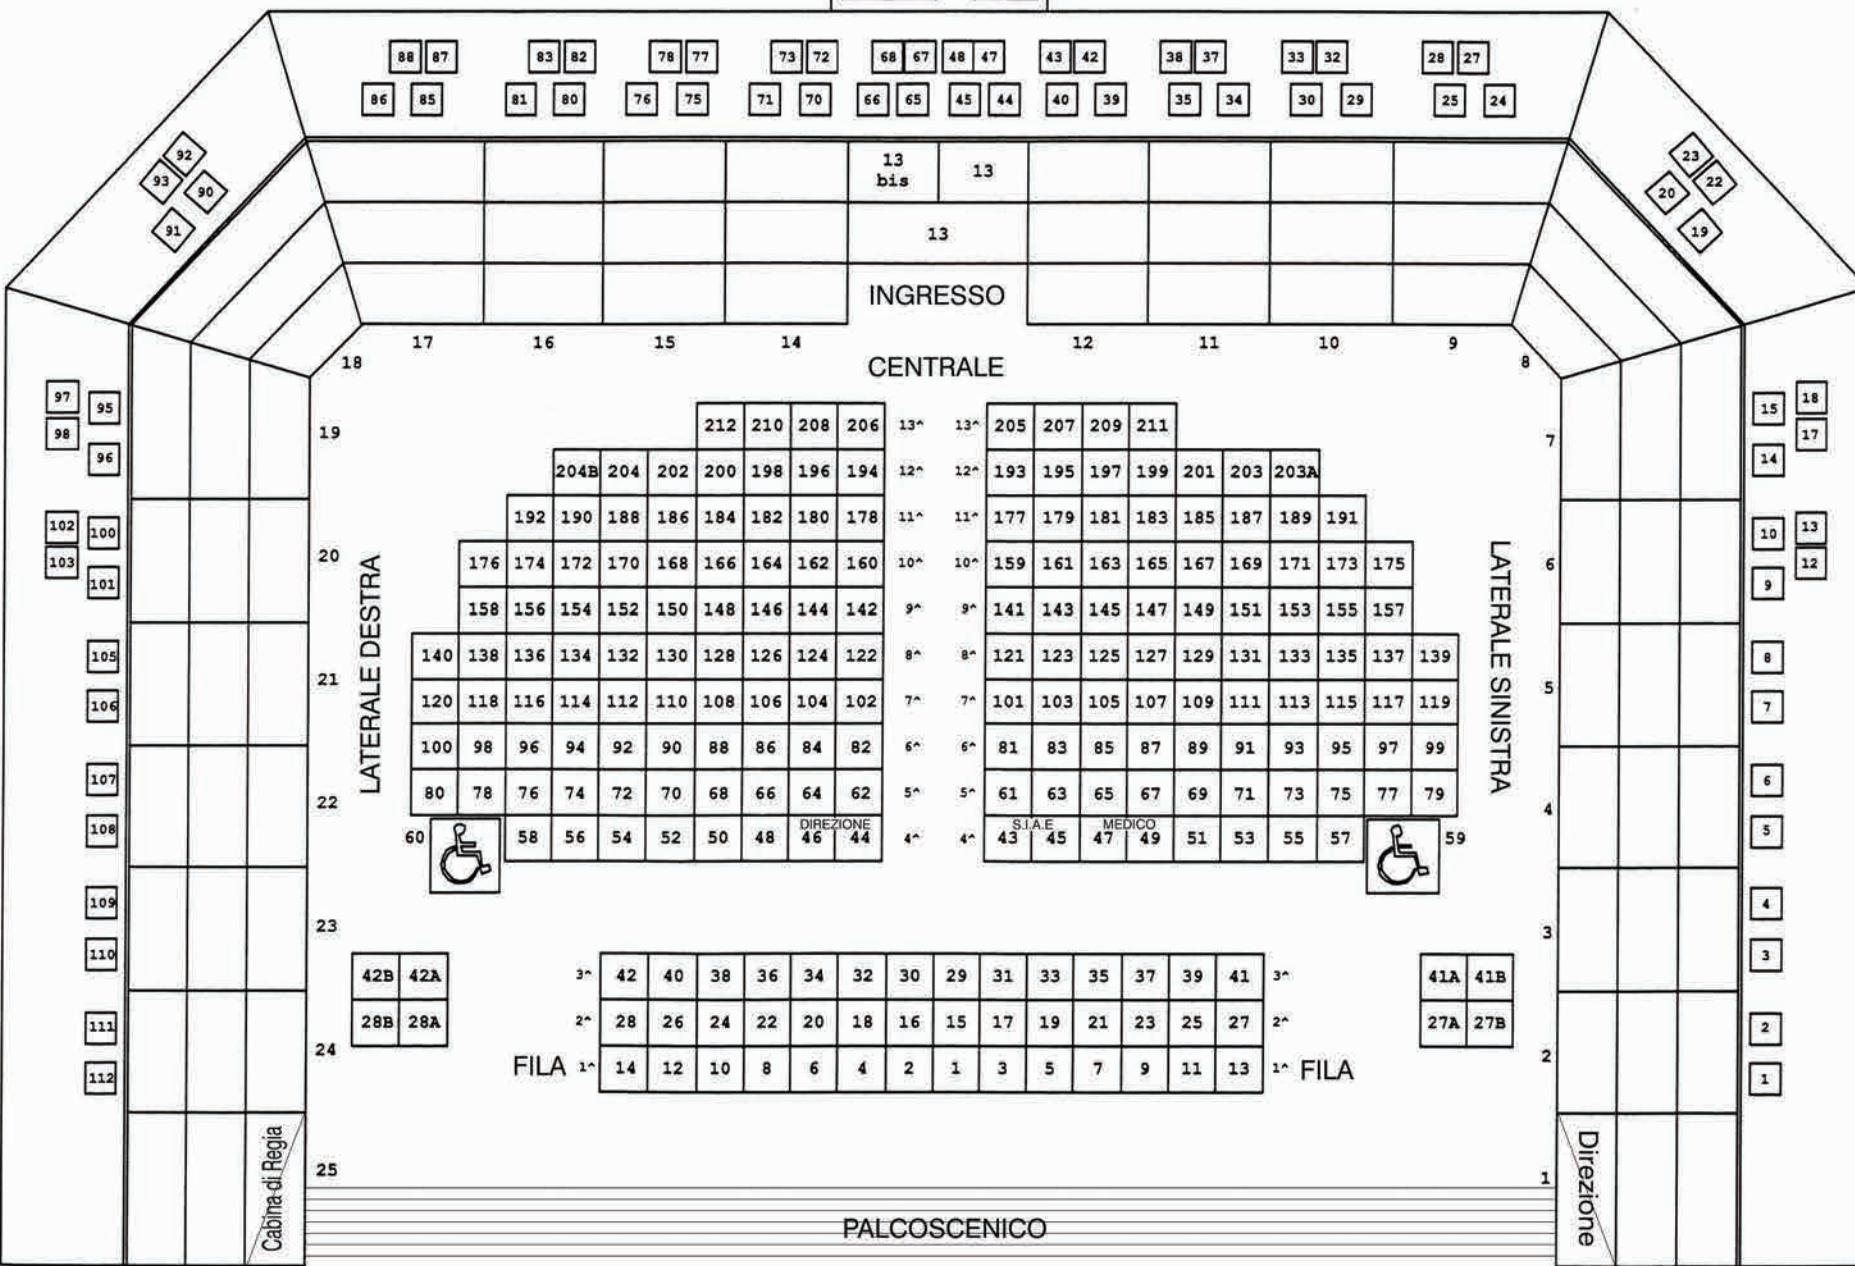 88 87 83 82 78 77 73 72 68 67 48 47 43 42 38 37 33 32 28 27
86 85 81 80 76 75 71 70 66 65 45 44 40 39 35 34 30 29 25 24
92 23
93 90 20 22
91 19
13 bis 13
13
INGRESSO
17 16 15 14 12 11 10 9
18 8
CENTRALE
97 95 15 18
98 17
96 14
19 7
212 210 208 206 13^ 13^ 205 207 209 211
204B 204 202 200 198 196 194 12^ 12^ 193 195 197 199 201 203 203A
192 190 188 186 184 182 180 178 11^ 11^ 177 179 181 183 185 187 189 191
102 100 10 13
103 12
101 9
20 6
176 174 172 170 168 166 164 162 160 10^ 10^ 159 161 163 165 167 169 171 173 175
158 156 154 152 150 148 146 144 142 9^ 9^ 141 143 145 147 149 151 153 155 157
LATERALE DESTRA
LATERALE SINISTRA
105 8
140 138 136 134 132 130 128 126 124 122 8^ 8^ 121 123 125 127 129 131 133 135 137 139
21 5
106 7
120 118 116 114 112 110 108 106 104 102 7^ 7^ 101 103 105 107 109 111 113 115 117 119
100 98 96 94 92 90 88 86 84 82 6^ 6^ 81 83 85 87 89 91 93 95 97 99
107 6
80 78 76 74 72 70 68 66 64 62 5^ 5^ 61 63 65 67 69 71 73 75 77 79
22 4
108 5
DIREZIONE S.I.A.E MEDICO
60 58 56 54 52 50 48 46 44 4^ 4^ 43 45 47 49 51 53 55 57 59
109 4
23 3
110 3
42B 42A 3^ 42 40 38 36 34 32 30 29 31 33 35 37 39 41 3^ 41A 41B
111 2
28B 28A 2^ 28 26 24 22 20 18 16 15 17 19 21 23 25 27 2^ 27A 27B
24 2
112 1
FILA 1^ 14 12 10 8 6 4 2 1 3 5 7 9 11 13 1^ FILA
Cabina di Regia
25 1
Direzione
PALCOSCENICO